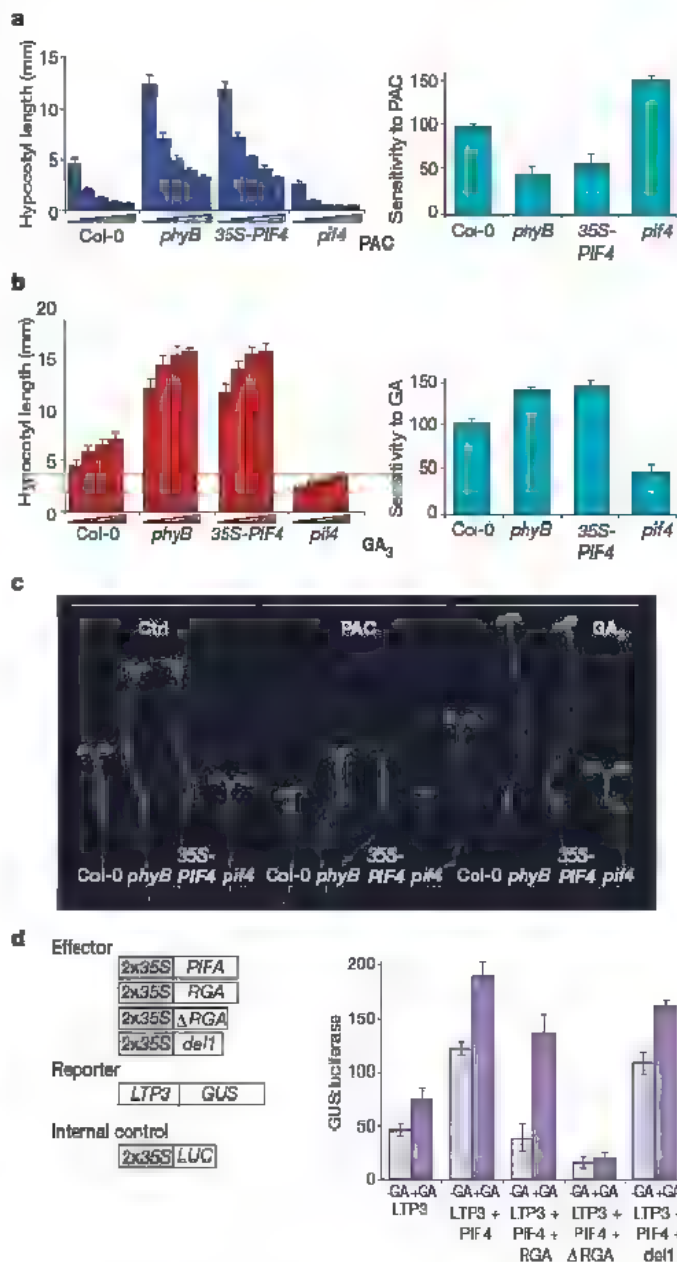 a
Hypocotyl length (mm)
15
10
5
0
Col-0 phyB 35S-PIF4 pif4
PAC
Sensitivity to PAC
150
100
50
0
Col-0 phyB 35S- pif4
PIF4
b
Hypocotyl length (mm)
20
15
10
5
0
Col-0 phyB 35S-PIF4 pif4
GA3
Sensitivity to GA
150
100
50
0
Col-0 phyB 35S- pif4
PIF4
c
Ctrl PAC GA
35S- 35S- 35S-
Col-0 phyB PIF4 pif4 Col-0 phyB PIF4 pif4 Col-0 phyB PIF4 pif4
d
Effector
2x35S PIFA
2x35S RGA
2x35S ΔRGA
2x35S del1
Reporter
LTP3 GUS
Internal control
2x35S LUC
GUS:luciferase
200
150
100
50
0
-GA +GA -GA +GA -GA +GA -GA +GA -GA +GA
LTP3 LTP3 + LTP3 + LTP3 + LTP3 +
PIF4 PIF4 + PIF4 + PIF4 +
RGA ΔRGA del1